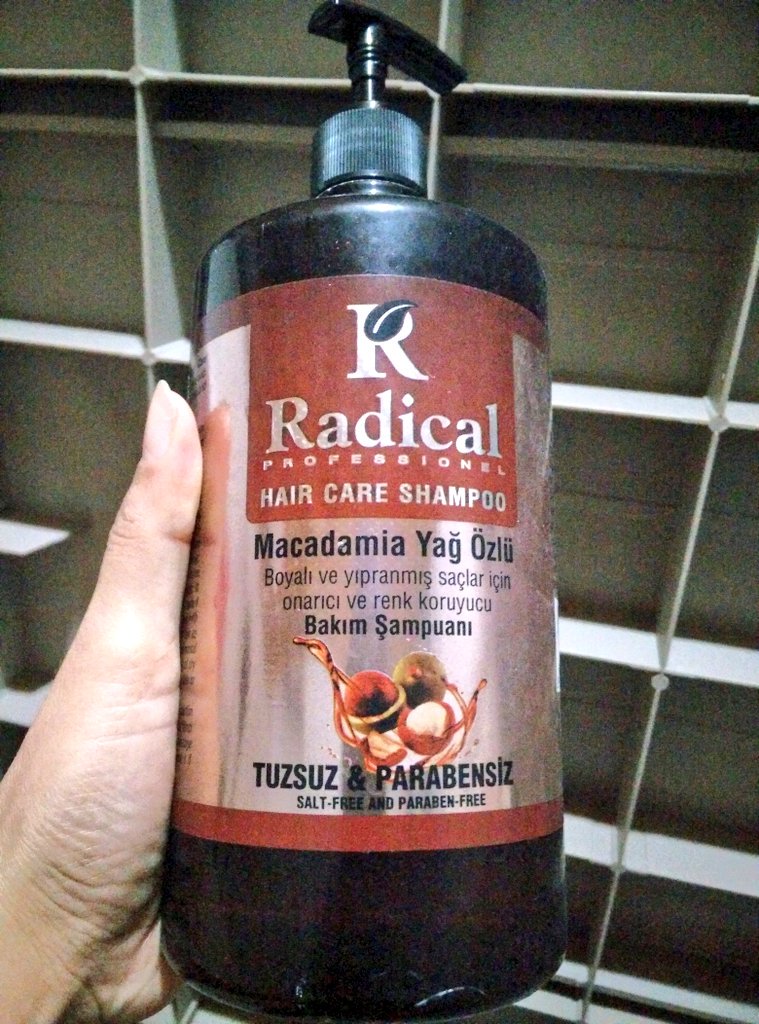 R
Radical
PROFESSIONEL
HAIR CARE SHAMPOO
Macadamia Yağ Özlü
Boyalı ve yıpranmış saçlar için
onarıcı ve renk koruyucu
Bakım Şampuanı
TUZSUZ & PARABENSİZ
SALT-FREE AND PARABEN-FREE